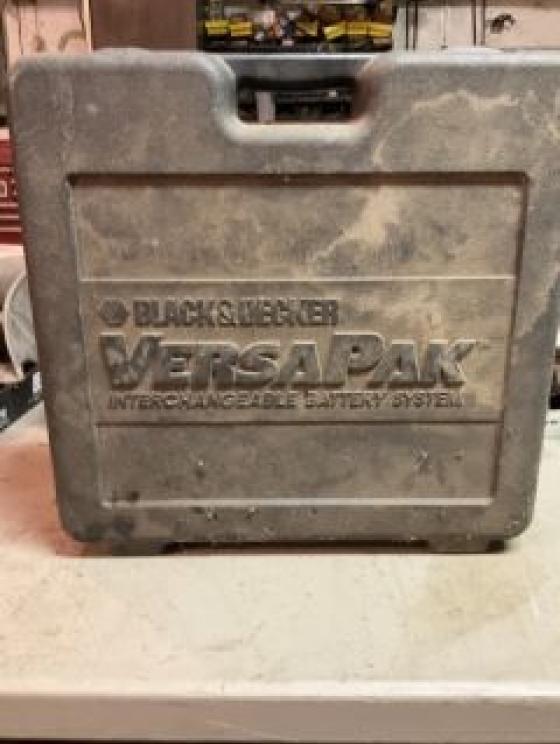 BLACK & DECKER
VERSAPAK
INTERCHANGEABLE BATTERY SYSTEM